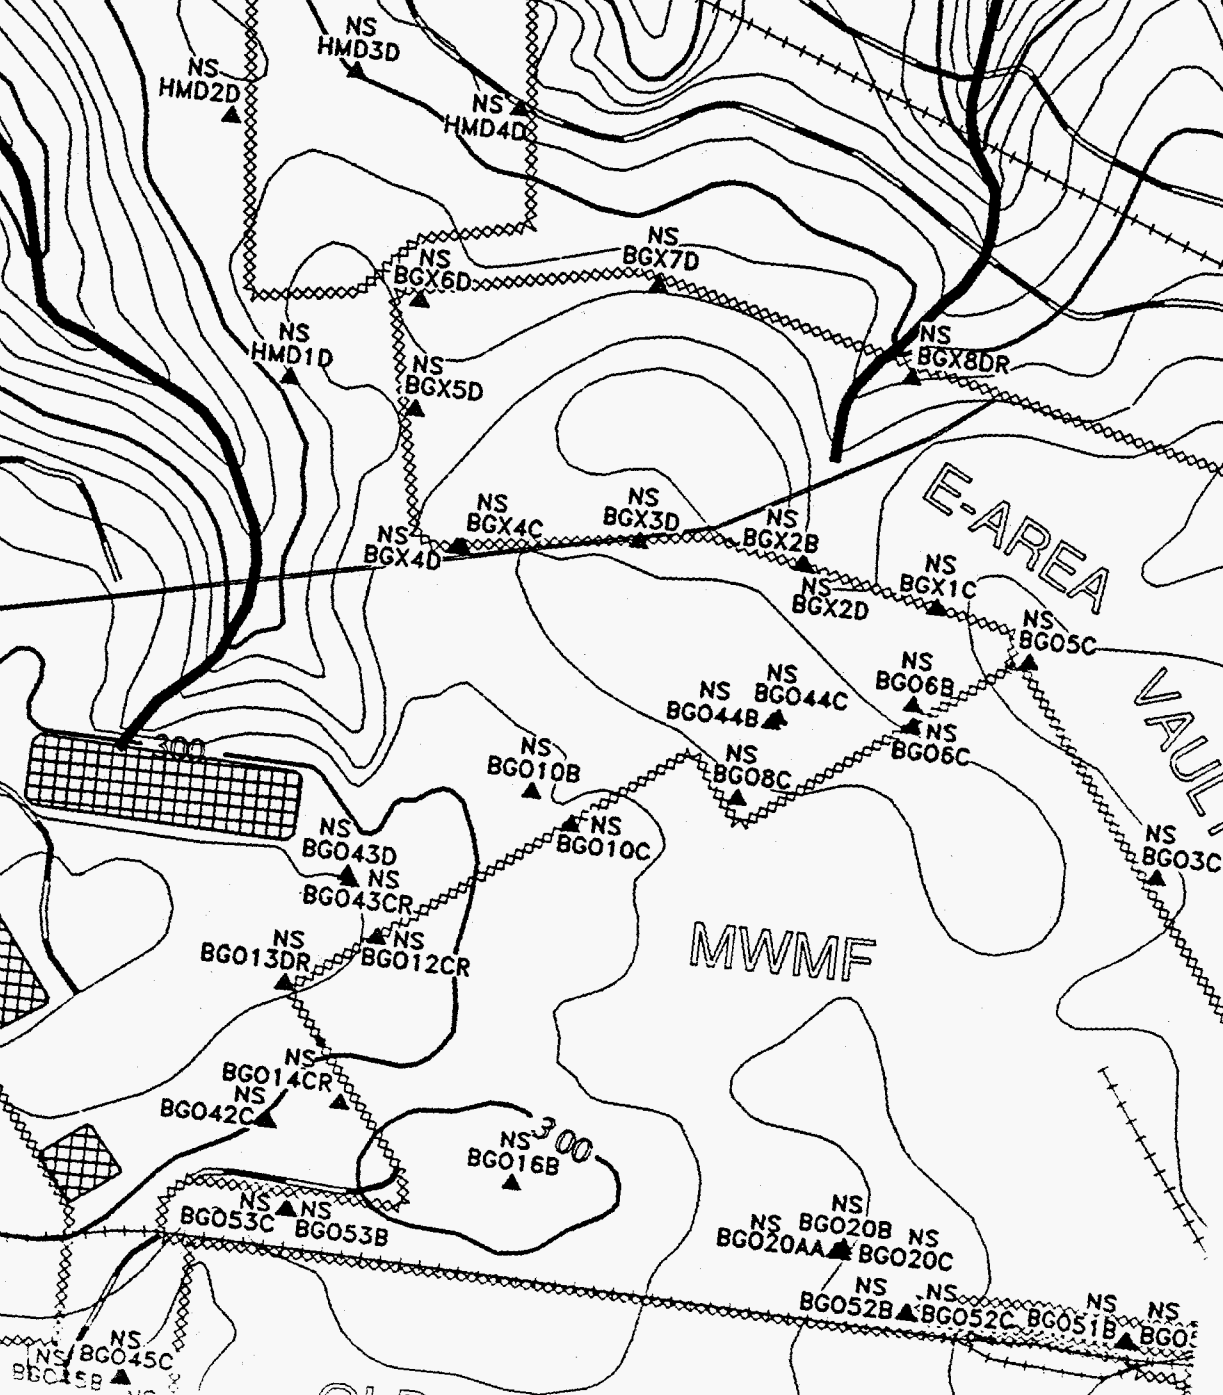 NS
HMD3D
NS
HMD2D
NS
HMD4D
NS
BGX6D
NS
BGX7D
NS
HMD1D
NS
BGX5D
NS
BGX8DR
NS
BGX4C
NS
BGX3D
NS
BGX4D
NS
BGX2B
NS
BGX2D
NS
BGX1C
E-AREA
VAULT
NS
BGO5C
NS
BGO6B
NS
BGO44C
NS
BGO44B
NS
BGO6C
NS
BGO8C
NS
BGO10B
NS
BGO10C
300
NS
BGO43D
NS
BGO43CR
NS
BGO3C
NS
BGO12CR
NS
BGO13DR
MWMF
NS
BGO14CR
NS
BGO42C
300
NS
BGO16B
NS
BGO53C
NS
BGO53B
NS
BGO20B
NS
BGO20AA
NS
BGO20C
NS
BGO52B
NS
BGO52C
NS
BGO51B
NS
NS
BGO45C
NS